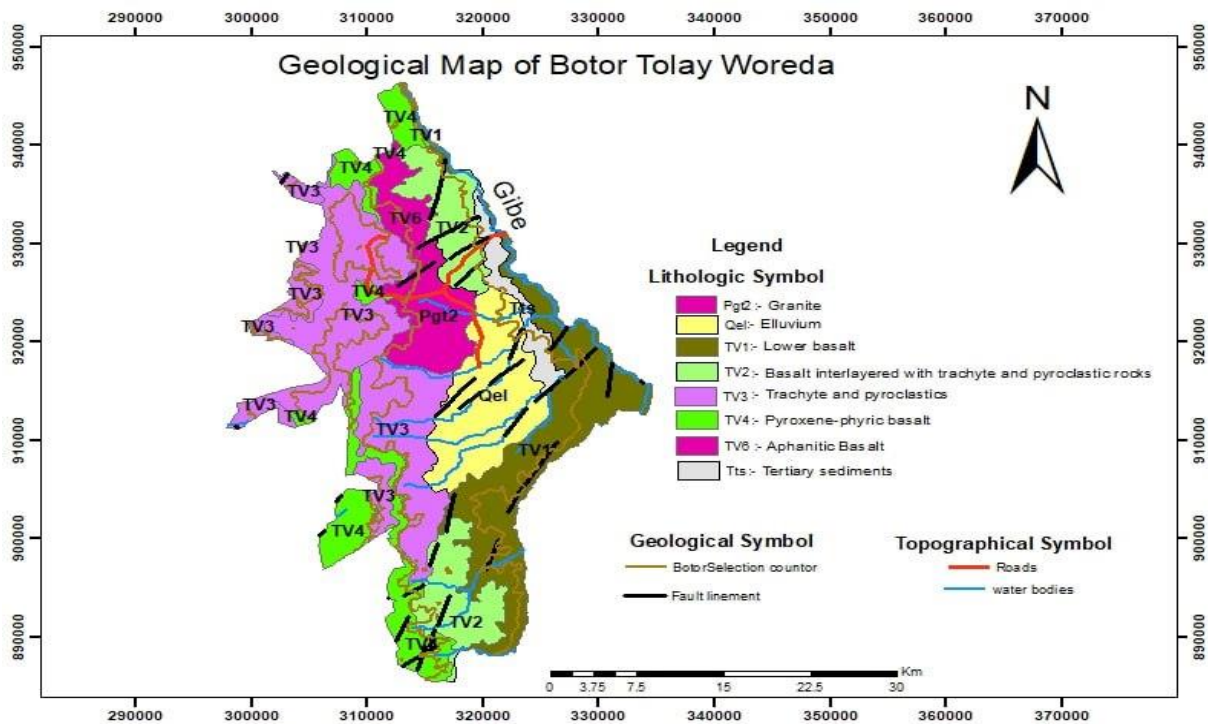 290000 300000 310000 320000 330000 340000 350000 360000 370000
950000
950000
Geological Map of Botor Tolay Woreda
N
TV4
TV1
940000
940000
TV4
TV4
TV3
Gibe
TV6
TV2
930000
930000
TV3
Legend
Lithologic Symbol
TV3
TV4
TV3
Pgt2
Tts
TV3
920000
920000
Pgt2:- Granite
Qel:- Elluvium
TV1:- Lower basalt
TV2:- Basalt interlayered with trachyte and pyroclastic rocks
TV3:- Trachyte and pyroclastics
TV4:- Pyroxene-phyric basalt
TV6:- Aphanitic Basalt
Tts:- Tertiary sediments
Qel
TV3
TV4
TV3
TV1
910000
910000
TV3
TV4
900000
900000
Geological Symbol
BotorSelection countor
Fault linement
Topographical Symbol
Roads
water bodies
TV2
890000
890000
Km
0 3.75 7.5 15 22.5 30
290000 300000 310000 320000 330000 340000 350000 360000 370000